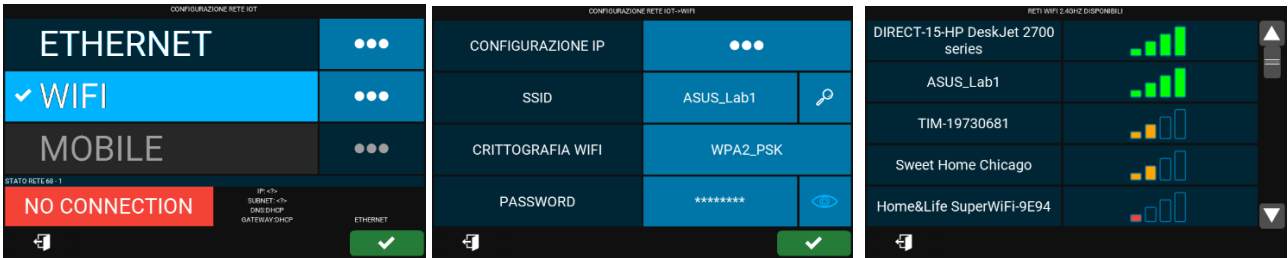 CONFIGURAZIONE RETE IOT
ETHERNET
WIFI
MOBILE
STATO RETE 68 - 1
NO CONNECTION
IP: <?>
SUBNET: <?>
DNS:DHCP
GATEWAY:DHCP
ETHERNET
CONFIGURAZIONE RETE IOT->WIFI
CONFIGURAZIONE IP
SSID
ASUS_Lab1
CRITTOGRAFIA WIFI
WPA2_PSK
PASSWORD
********
RETI WIFI 2,4GHZ DISPONIBILI
DIRECT-15-HP DeskJet 2700
series
ASUS_Lab1
TIM-19730681
Sweet Home Chicago
Home&Life SuperWiFi-9E94